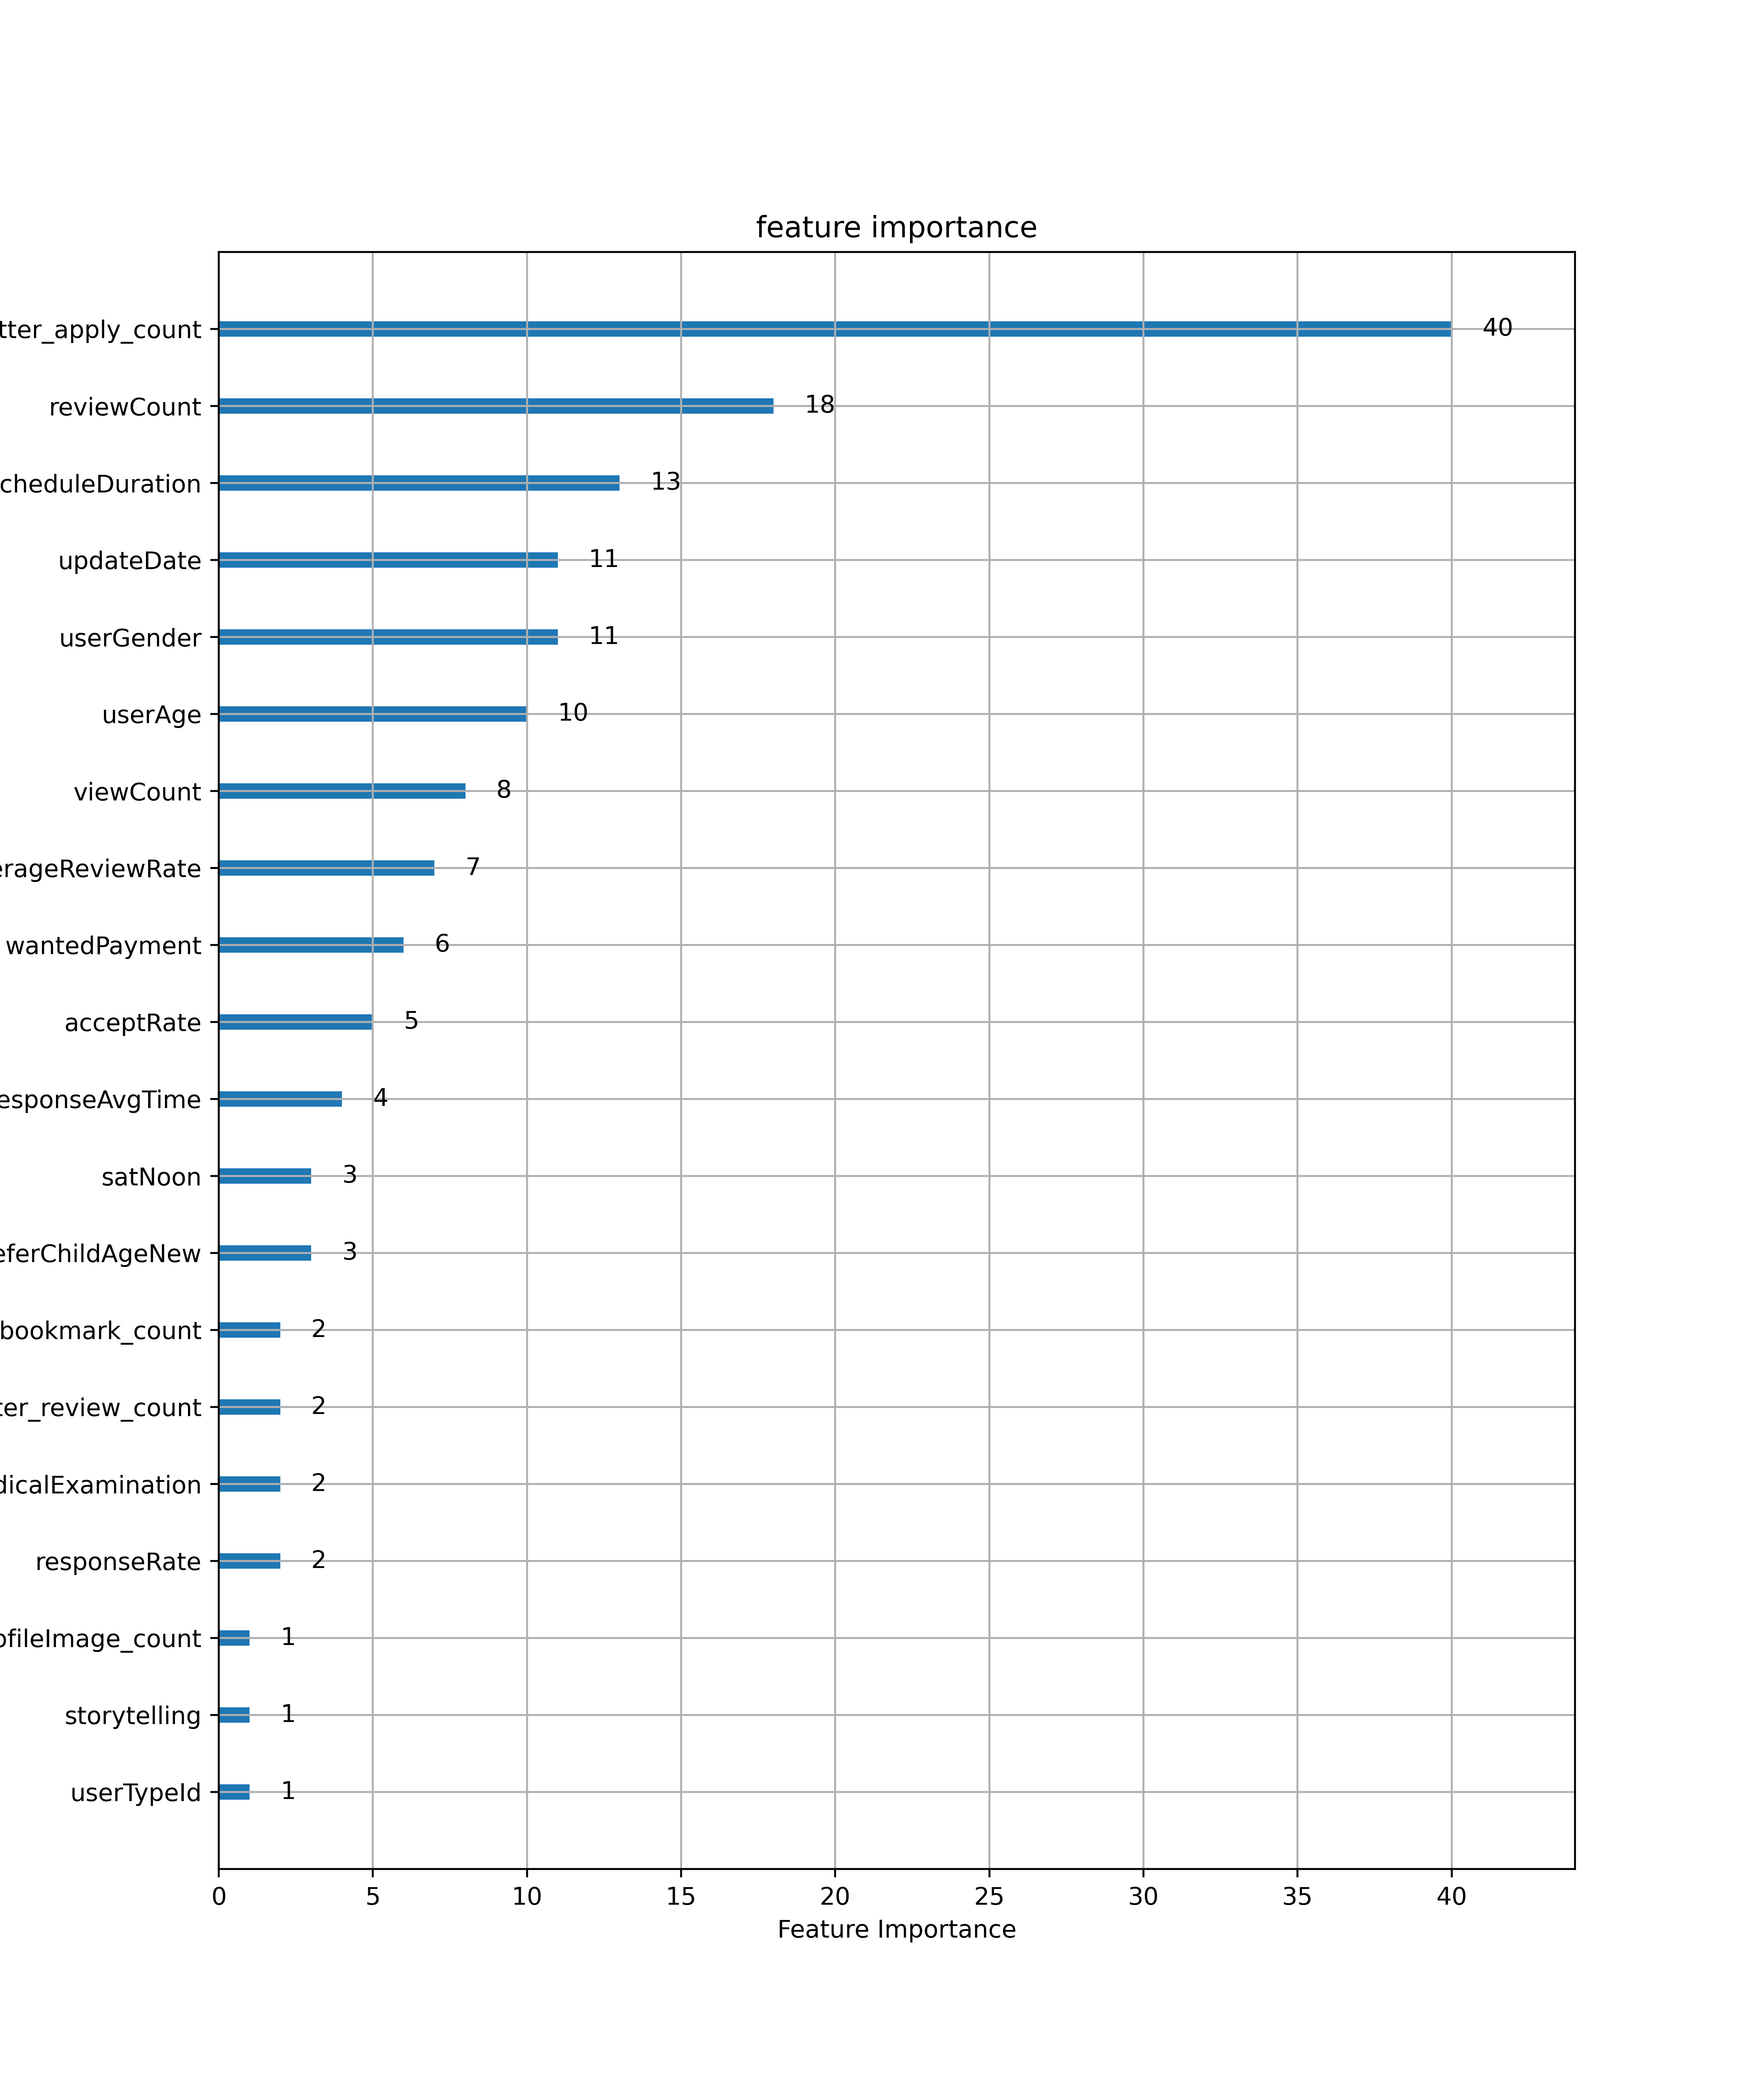 feature importance
tter_apply_count 40
reviewCount 18
cheduleDuration 13
updateDate 11
userGender 11
userAge 10
viewCount 8
erageReviewRate 7
wantedPayment 6
acceptRate 5
esponseAvgTime 4
satNoon 3
eferChildAgeNew 3
bookmark_count 2
ter_review_count 2
dicalExamination 2
responseRate 2
ofileImage_count 1
storytelling 1
userTypeId 1
0 5 10 15 20 25 30 35 40
Feature Importance